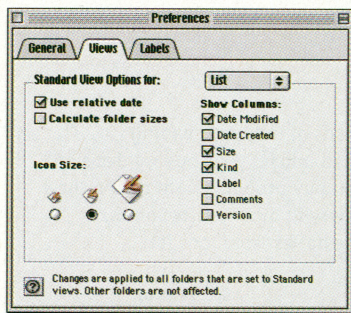 Preferences
General
Views
Labels
Standard View Options for:
List
Use relative date
Calculate folder sizes
Icon Size:
Show Columns:
Date Modified
Date Created
Size
Kind
Label
Comments
Version
Changes are applied to all folders that are set to Standard
views. Other folders are not affected.